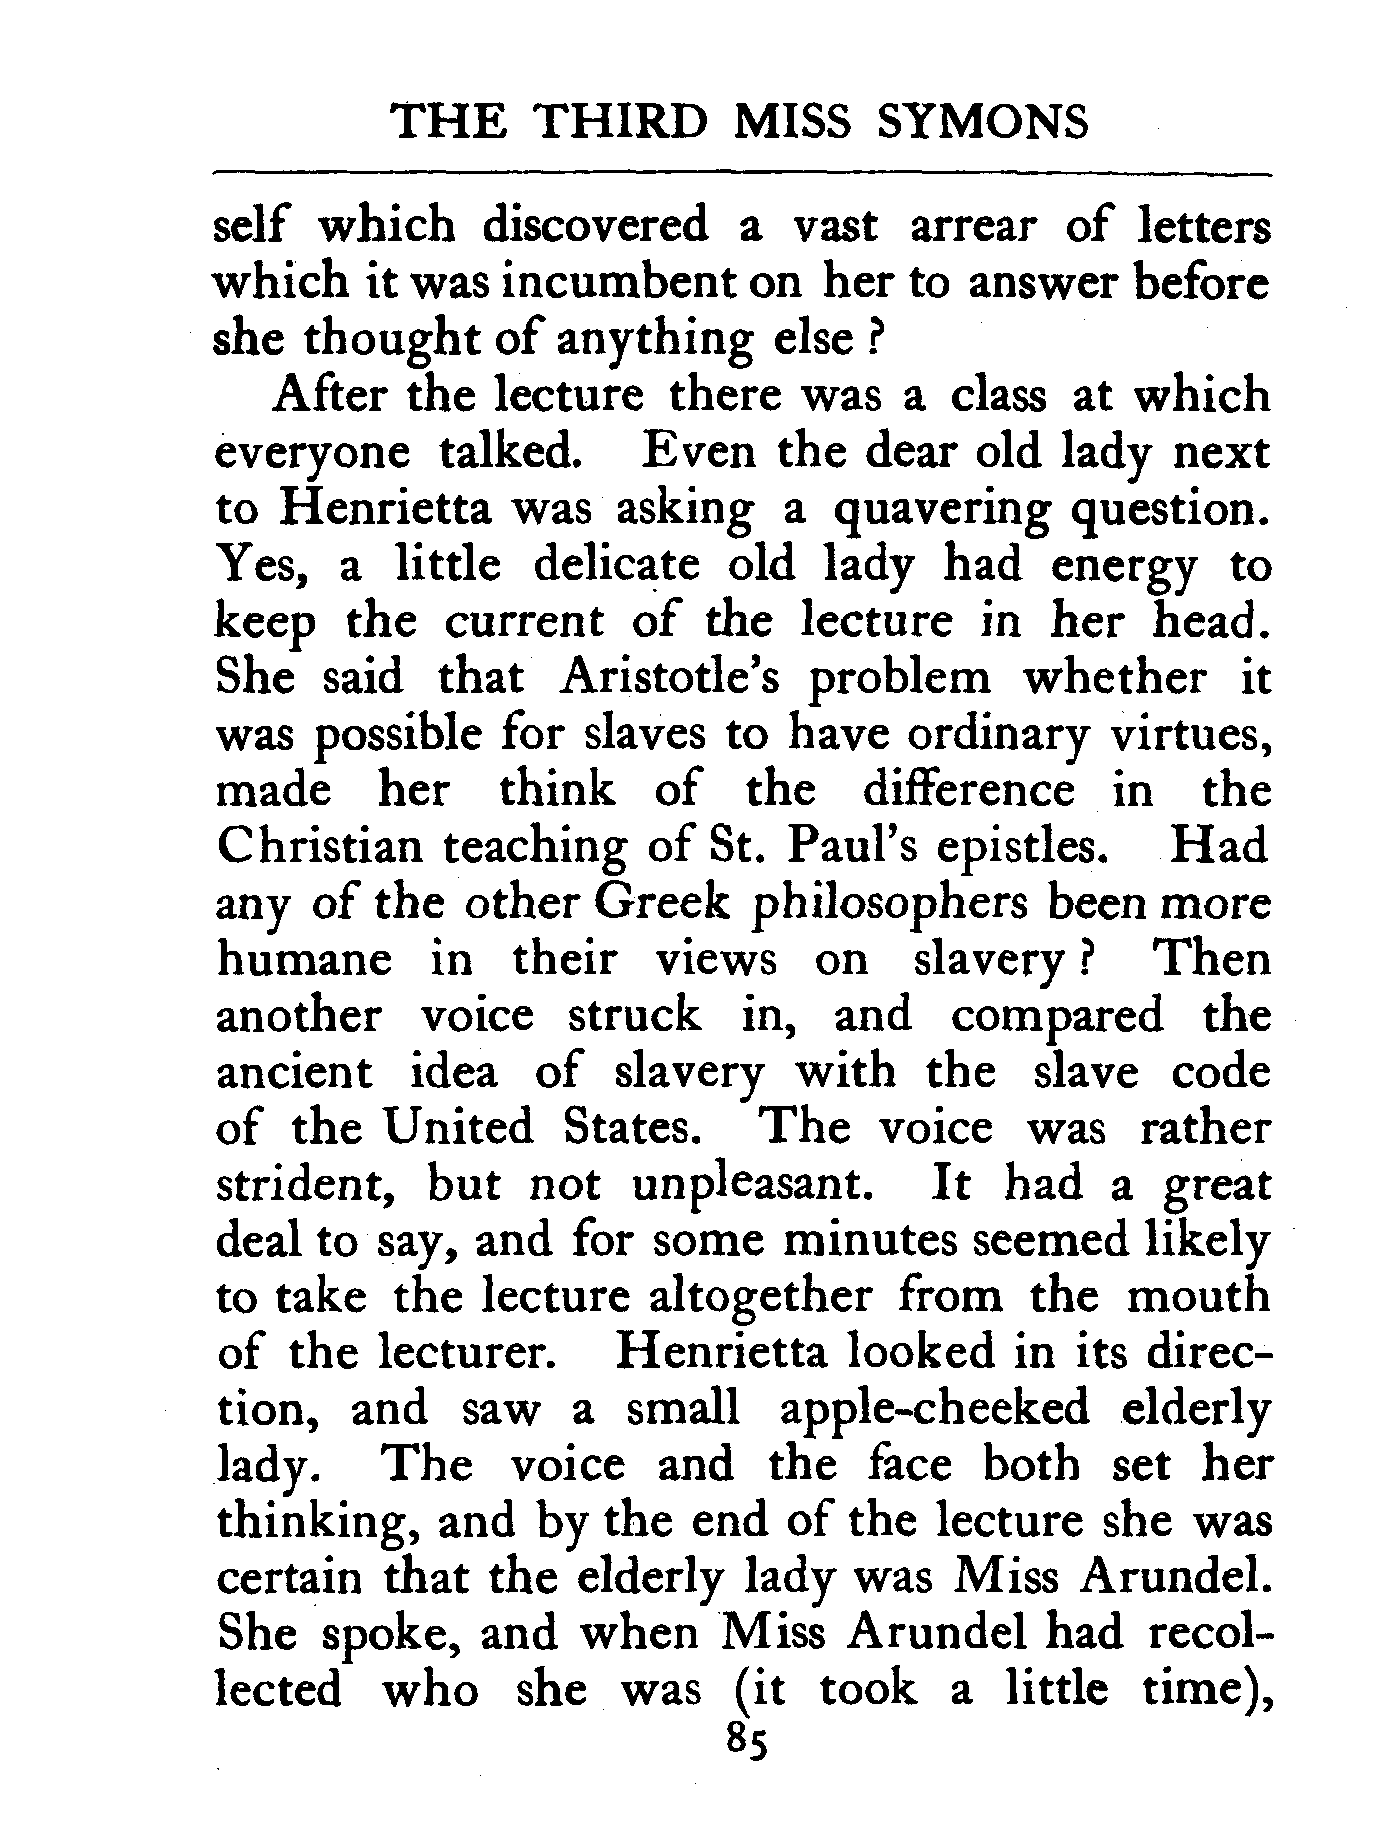 THE THIRD MISS SYMONS
self which discovered a vast arrear of letters
which it was incumbent on her to answer before
she thought of anything else ?
After the lecture there was a class at which
everyone talked. Even the dear old lady next
to Henrietta was asking a quavering question.
Yes, a little delicate old lady had energy to
keep the current of the lecture in her head.
She said that Aristotle's problem whether it
was possible for slaves to have ordinary virtues,
made her think of the difference in the
Christian teaching of St. Paul's epistles. Had
any of the other Greek philosophers been more
humane in their views on slavery ? Then
another voice struck in, and compared the
ancient idea of slavery with the slave code
of the United States. The voice was rather
strident, but not unpleasant. It had a great
deal to say, and for some minutes seemed likely
to take the lecture altogether from the mouth
of the lecturer. Henrietta looked in its direc-
tion, and saw a small apple-cheeked elderly
lady. The voice and the face both set her
thinking, and by the end of the lecture she was
certain that the elderly lady was Miss Arundel.
She spoke, and when Miss Arundel had recol-
lected who she was (it took a little time),
85